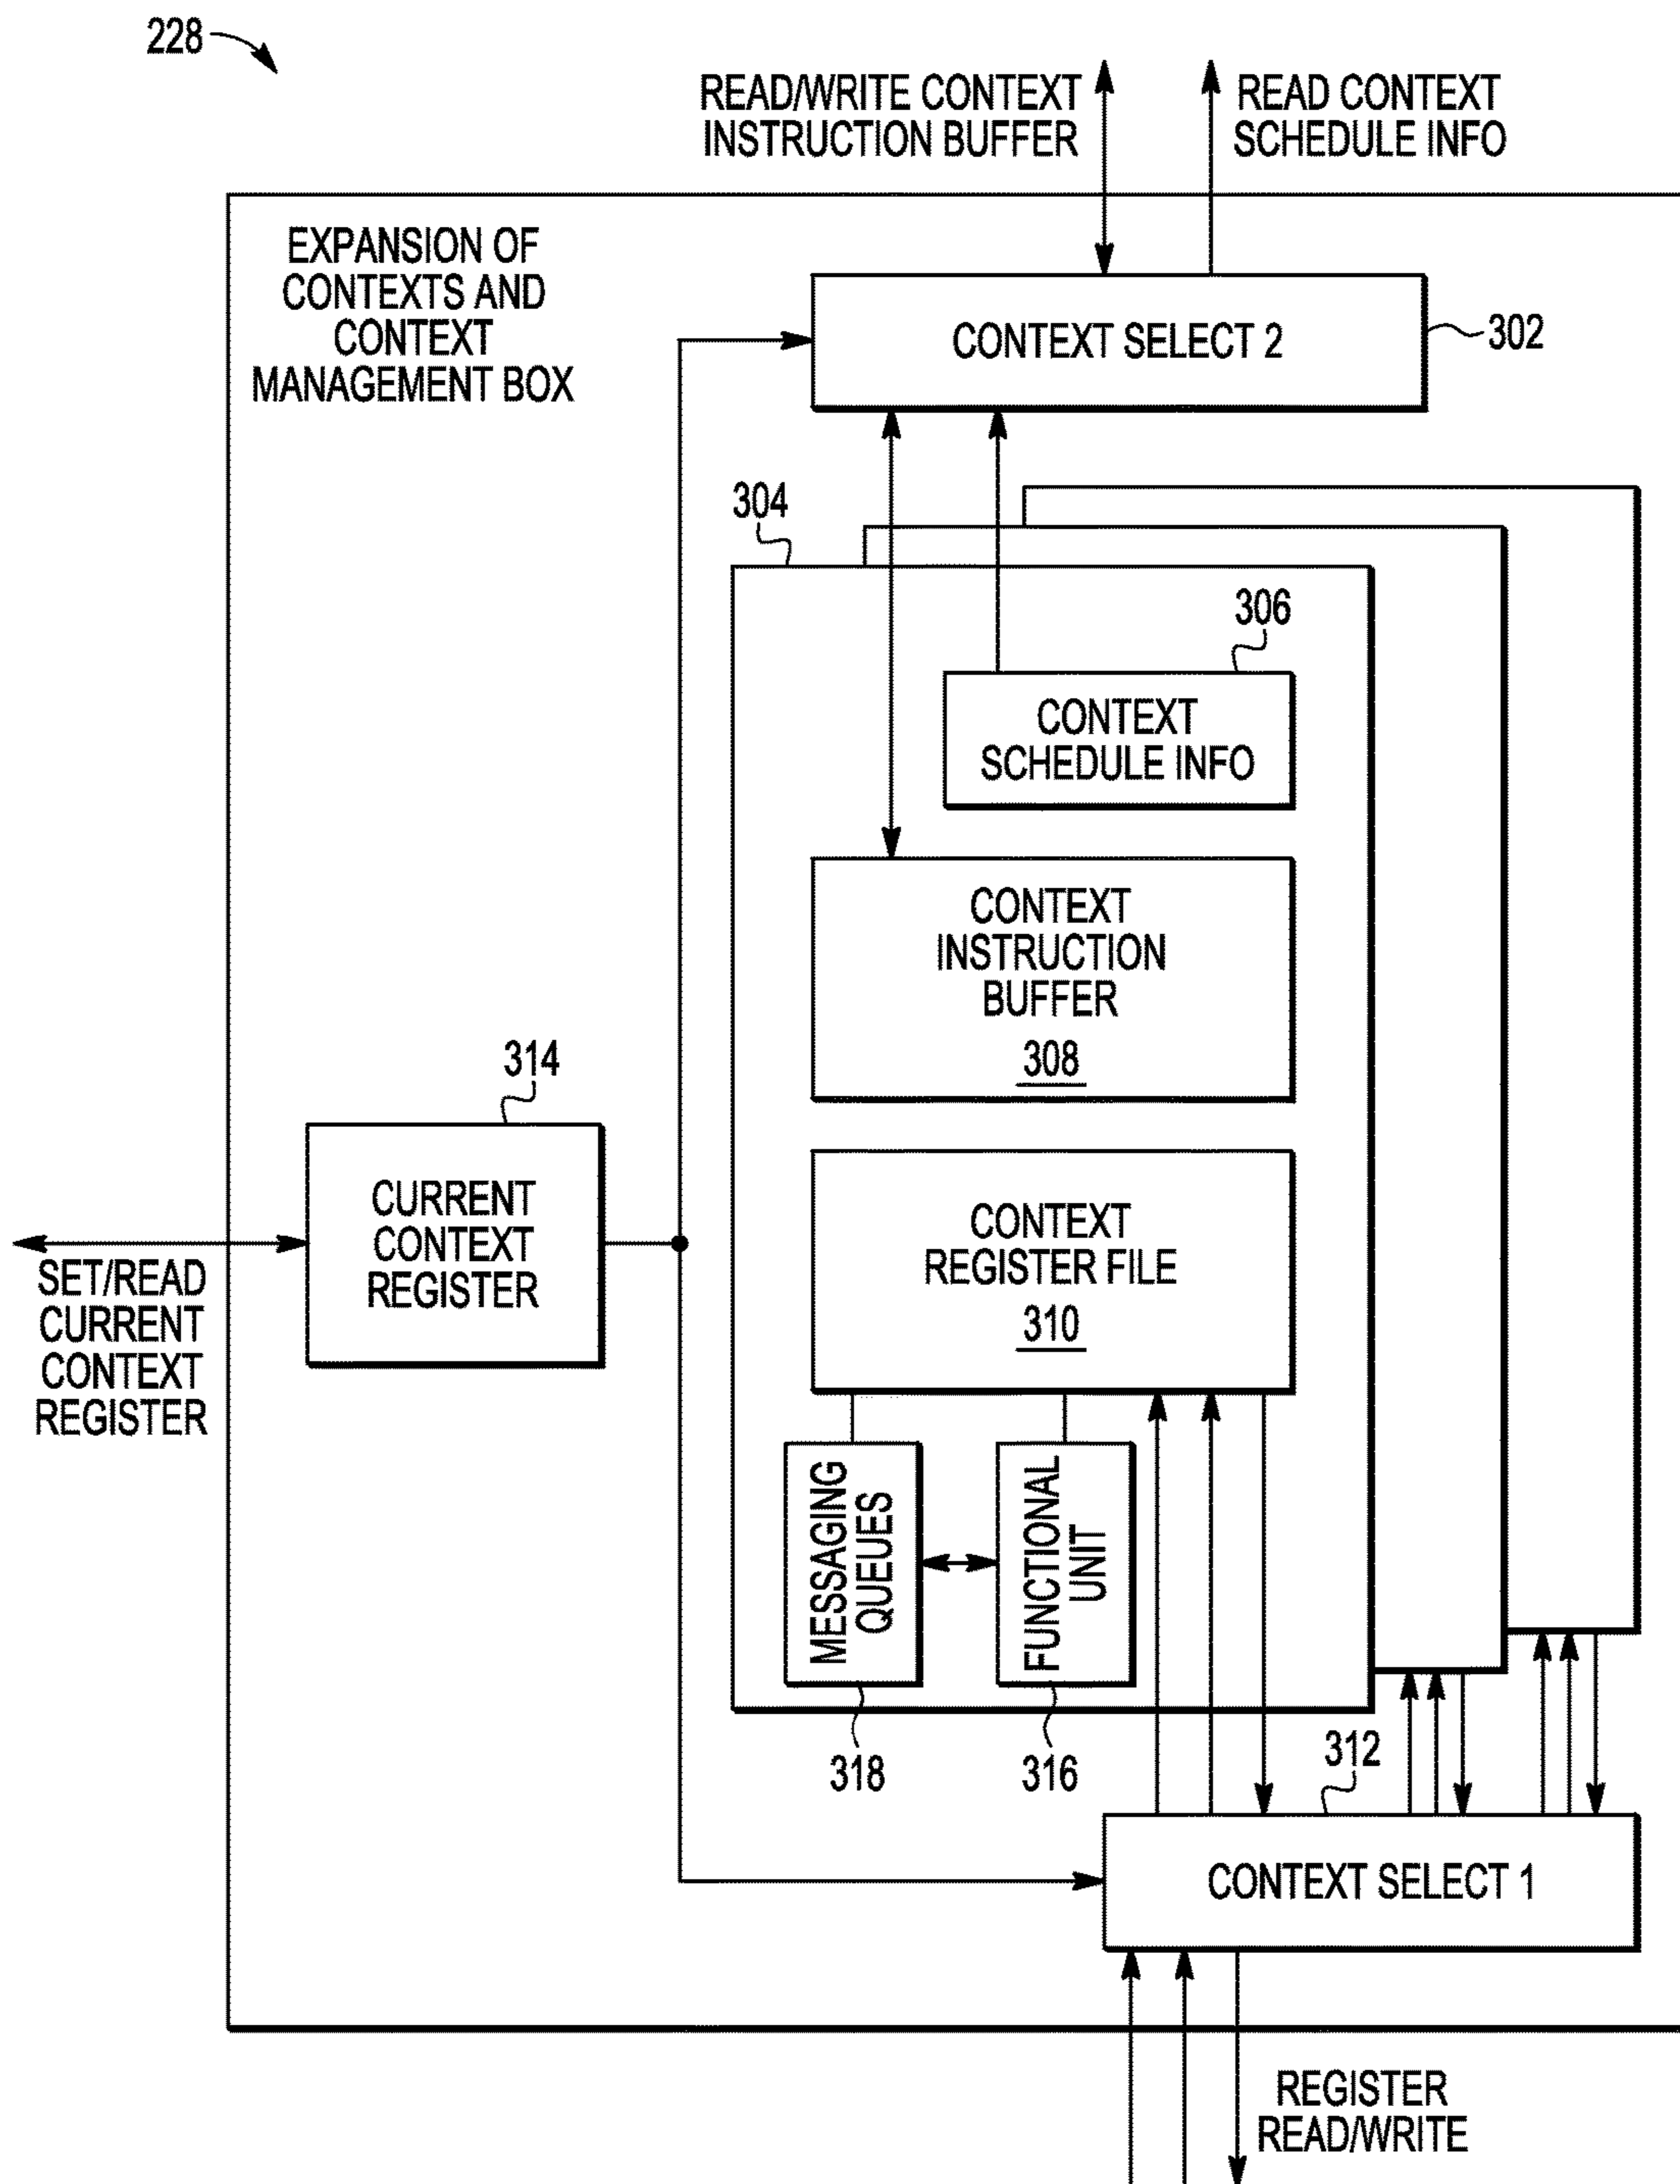 228
READ/WRITE CONTEXT
INSTRUCTION BUFFER
READ CONTEXT
SCHEDULE INFO
EXPANSION OF
CONTEXTS AND
CONTEXT
MANAGEMENT BOX
CONTEXT SELECT 2
302
304
306
CONTEXT
SCHEDULE INFO
CONTEXT
INSTRUCTION
BUFFER
308
314
CURRENT
CONTEXT
REGISTER
SET/READ
CURRENT
CONTEXT
REGISTER
CONTEXT
REGISTER FILE
310
MESSAGING
QUEUES
FUNCTIONAL
UNIT
318
316
312
CONTEXT SELECT 1
REGISTER
READ/WRITE